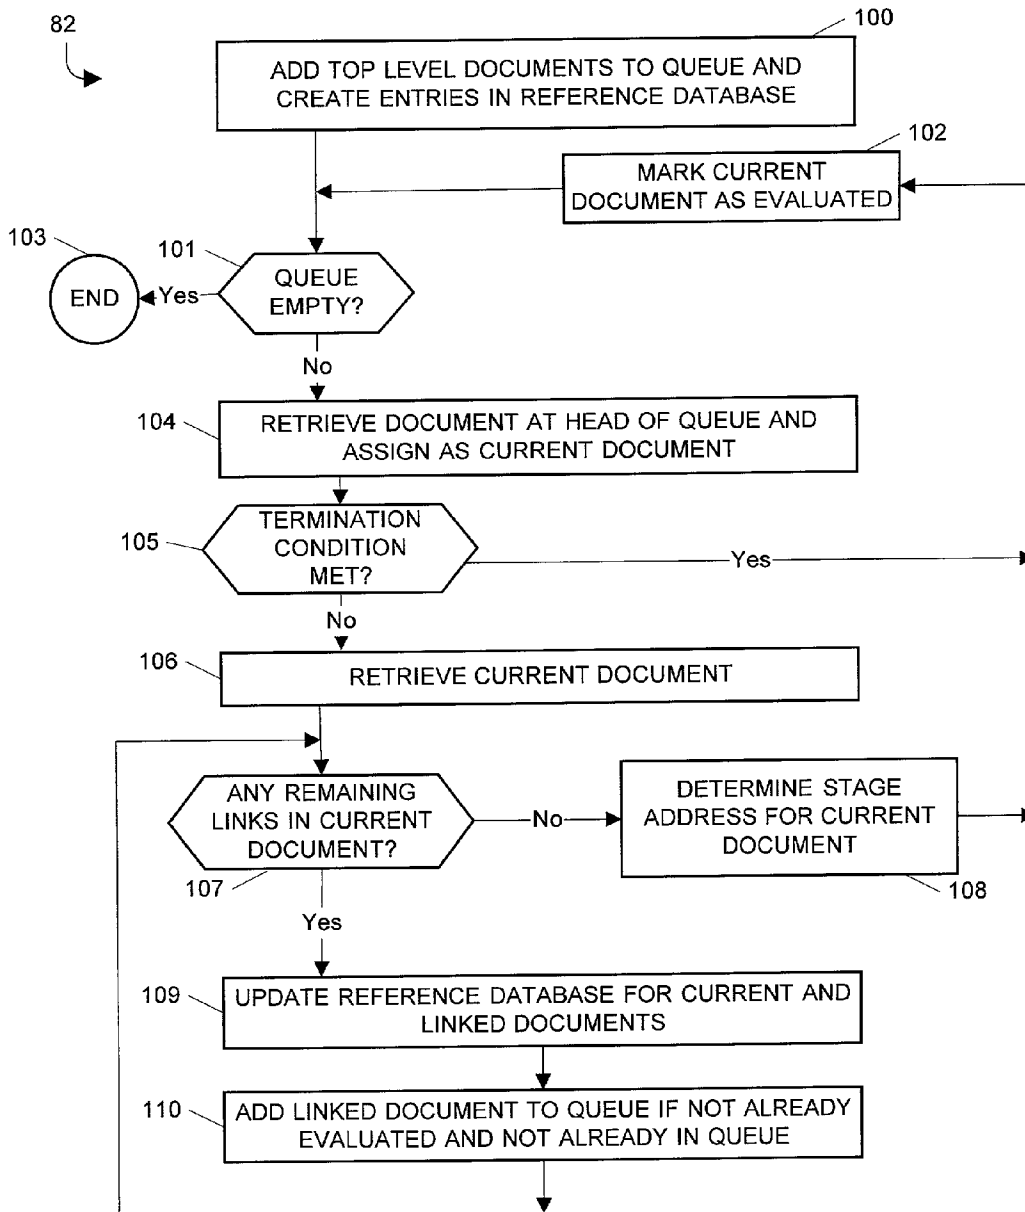 82
100
ADD TOP LEVEL DOCUMENTS TO QUEUE AND
CREATE ENTRIES IN REFERENCE DATABASE
102
MARK CURRENT
DOCUMENT AS EVALUATED
103
101
END
Yes
QUEUE
EMPTY?
No
104
RETRIEVE DOCUMENT AT HEAD OF QUEUE AND
ASSIGN AS CURRENT DOCUMENT
105
TERMINATION
CONDITION
MET?
Yes
No
106
RETRIEVE CURRENT DOCUMENT
ANY REMAINING
LINKS IN CURRENT
DOCUMENT?
No
DETERMINE STAGE
ADDRESS FOR CURRENT
DOCUMENT
107
108
Yes
109
UPDATE REFERENCE DATABASE FOR CURRENT AND
LINKED DOCUMENTS
110
ADD LINKED DOCUMENT TO QUEUE IF NOT ALREADY
EVALUATED AND NOT ALREADY IN QUEUE